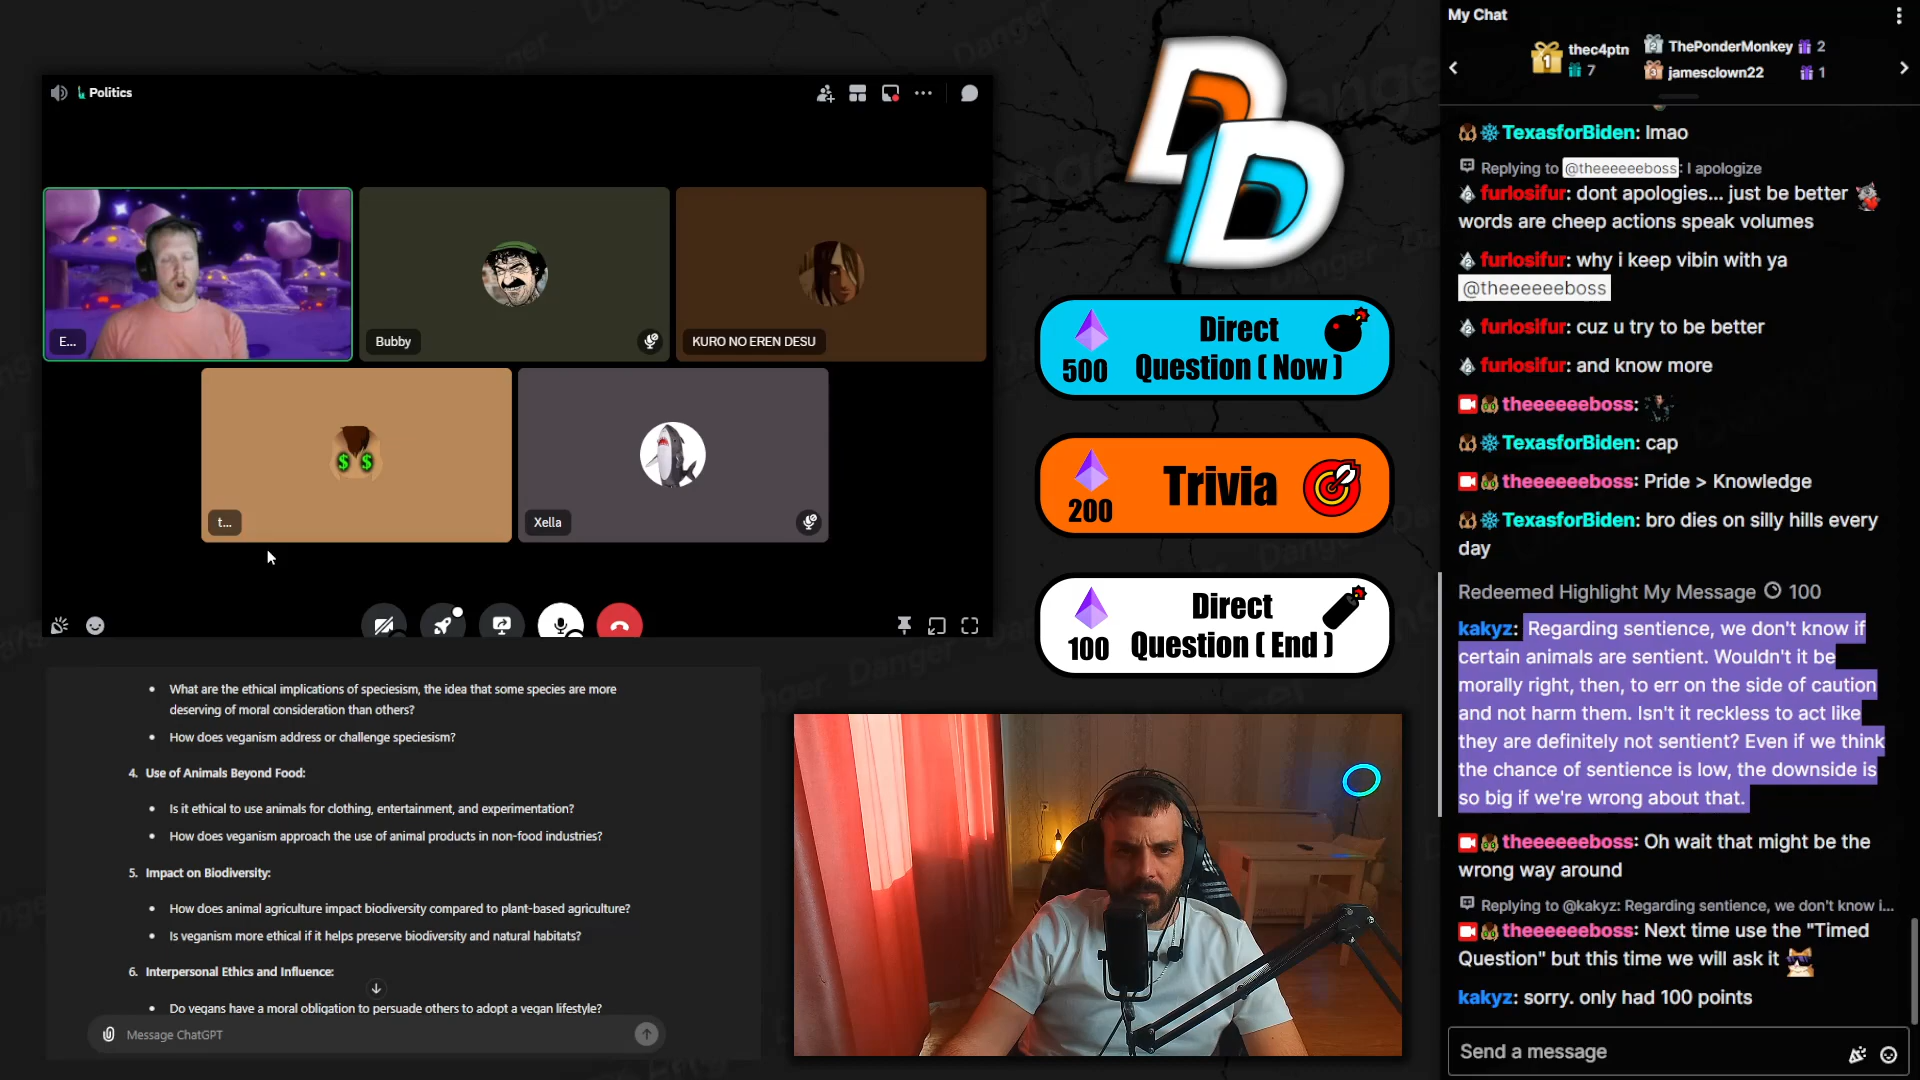 Politics
E...
Bubby
KURO NO EREN DESU
t...
Xella
What are the ethical implications of speciesism, the idea that some species are more
deserving of moral consideration than others?
How does veganism address or challenge speciesism?
4. Use of Animals Beyond Food:
Is it ethical to use animals for clothing, entertainment, and experimentation?
How does veganism approach the use of animal products in non-food industries?
5. Impact on Biodiversity:
How does animal agriculture impact biodiversity compared to plant-based agriculture?
Is veganism more ethical if it helps preserve biodiversity and natural habitats?
6. Interpersonal Ethics and Influence:
Do vegans have a moral obligation to persuade others to adopt a vegan lifestyle?
Message ChatGPT
DD
500
Direct
Question ( Now )
200
Trivia
100
Direct
Question ( End )
My Chat
1 thec4ptn 7
2 ThePonderMonkey 2
3 jamesclown22 1
TexasforBiden: lmao
Replying to @theeeeeeboss: I apologize
furlosifur: dont apologies... just be better
words are cheep actions speak volumes
furlosifur: why i keep vibin with ya
@theeeeeeboss
furlosifur: cuz u try to be better
furlosifur: and know more
theeeeeeboss:
TexasforBiden: cap
theeeeeeboss: Pride > Knowledge
TexasforBiden: bro dies on silly hills every
day
Redeemed Highlight My Message 100
kakyz: Regarding sentience, we don't know if
certain animals are sentient. Wouldn't it be
morally right, then, to err on the side of caution
and not harm them. Isn't it reckless to act like
they are definitely not sentient? Even if we think
the chance of sentience is low, the downside is
so big if we're wrong about that.
theeeeeeboss: Oh wait that might be the
wrong way around
Replying to @kakyz: Regarding sentience, we don't know i...
theeeeeeboss: Next time use the "Timed
Question" but this time we will ask it
kakyz: sorry. only had 100 points
Send a message